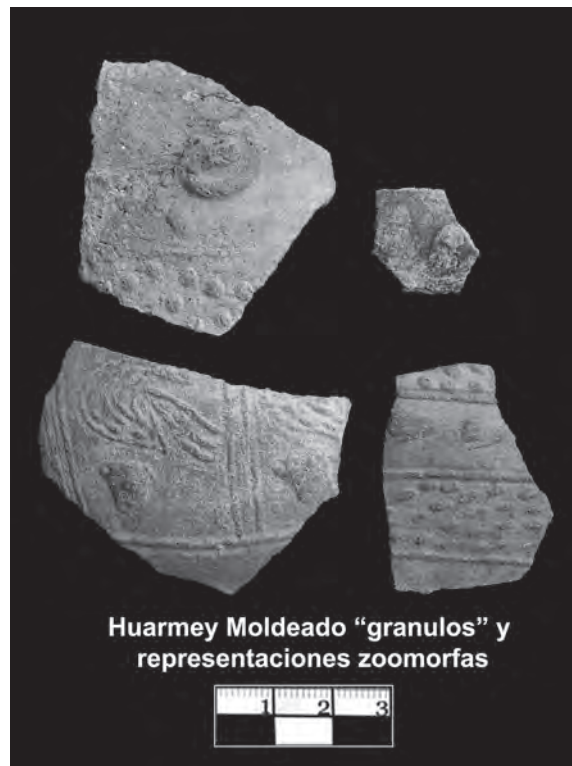 Huarmey Moldeado “granulos” y
representaciones zoomorfas
1 2 3